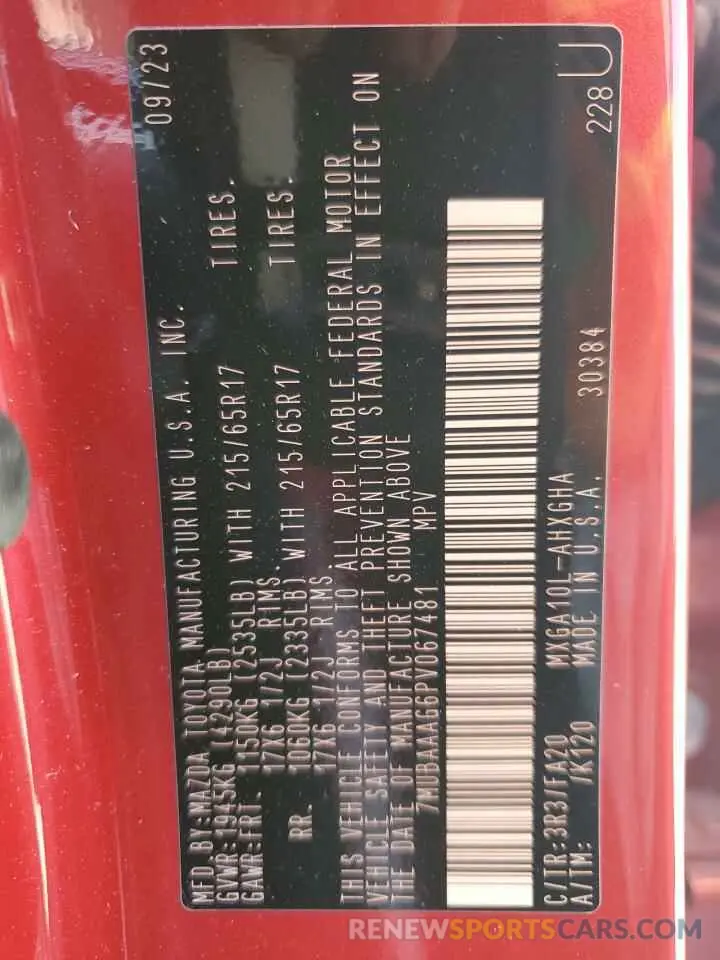 MFD.BY:MAZDA TOYOTA MANUFACTURING U.S.A. INC. 09/23
GVWR:1945KG (4290LB)
GAWR:FRT. 1150KG (2535LB) WITH 215/65R17 TIRES.
17X6 1/2J RIMS.
RR. 1060KG (2335LB) WITH 215/65R17 TIRES.
17X6 1/2J RIMS.
THIS VEHICLE CONFORMS TO ALL APPLICABLE FEDERAL MOTOR
VEHICLE SAFETY AND THEFT PREVENTION STANDARDS IN EFFECT ON
THE DATE OF MANUFACTURE SHOWN ABOVE
7MUBAAAG6PV067481 MPV
C/TR:3R3/FA20 MXGA10L-AHXGHA
A/TM: /K120 MADE IN U.S.A. 30384 228 U
RENEWSPORTSCARS.COM